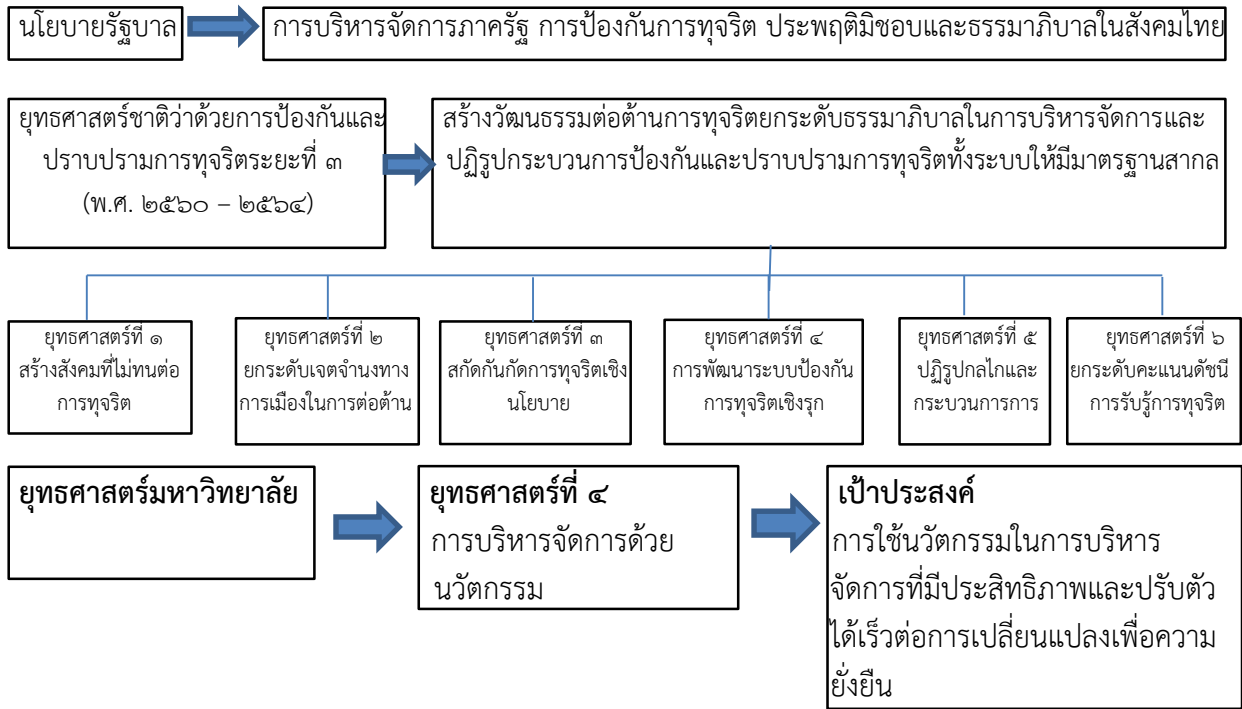 นโยบายรัฐบาล
การบริหารจัดการภาครัฐ การป้องกันการทุจริต ประพฤติมิชอบและธรรมาภิบาลในสังคมไทย
ยุทธศาสตร์ชาติว่าด้วยการป้องกันและ
ปราบปรามการทุจริตระยะที่ ๓
(พ.ศ. ๒๕๖๐ – ๒๕๖๔)
สร้างวัฒนธรรมต่อต้านการทุจริตยกระดับธรรมาภิบาลในการบริหารจัดการและ
ปฏิรูปกระบวนการป้องกันและปราบปรามการทุจริตทั้งระบบให้มีมาตรฐานสากล
ยุทธศาสตร์ที่ ๑
สร้างสังคมที่ไม่ทนต่อ
การทุจริต
ยุทธศาสตร์ที่ ๒
ยกระดับเจตจำนงทาง
การเมืองในการต่อต้าน
ยุทธศาสตร์ที่ ๓
สกัดกั้นกัดการทุจริตเชิง
นโยบาย
ยุทธศาสตร์ที่ ๔
การพัฒนาระบบป้องกัน
การทุจริตเชิงรุก
ยุทธศาสตร์ที่ ๕
ปฏิรูปกลไกและ
กระบวนการการ
ยุทธศาสตร์ที่ ๖
ยกระดับคะแนนดัชนี
การรับรู้การทุจริต
ยุทธศาสตร์มหาวิทยาลัย
ยุทธศาสตร์ที่ ๔
การบริหารจัดการด้วย
นวัตกรรม
เป้าประสงค์
การใช้นวัตกรรมในการบริหาร
จัดการที่มีประสิทธิภาพและปรับตัว
ได้เร็วต่อการเปลี่ยนแปลงเพื่อความ
ยั่งยืน